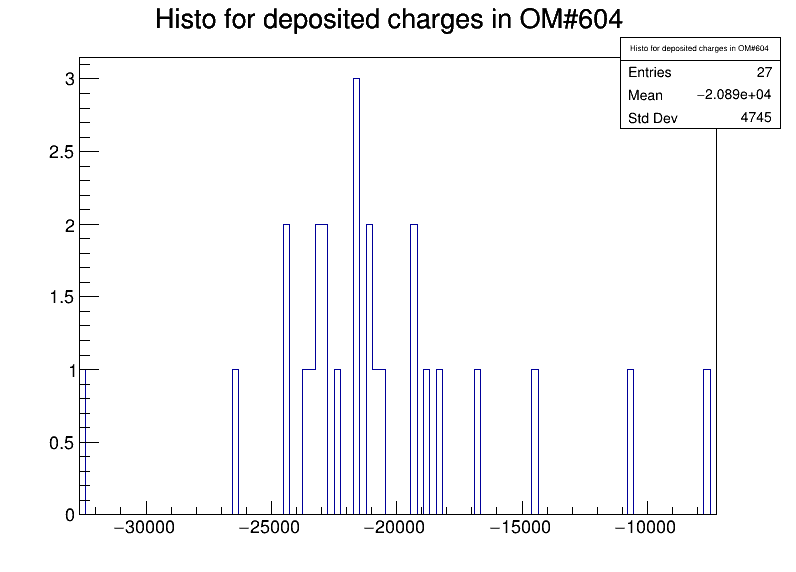 Histo for deposited charges in OM#604
Histo for deposited charges in OM#604
Entries 27
Mean −2.089e+04
Std Dev 4745
3
2.5
2
1.5
1
0.5
0
−30000 −25000 −20000 −15000 −10000